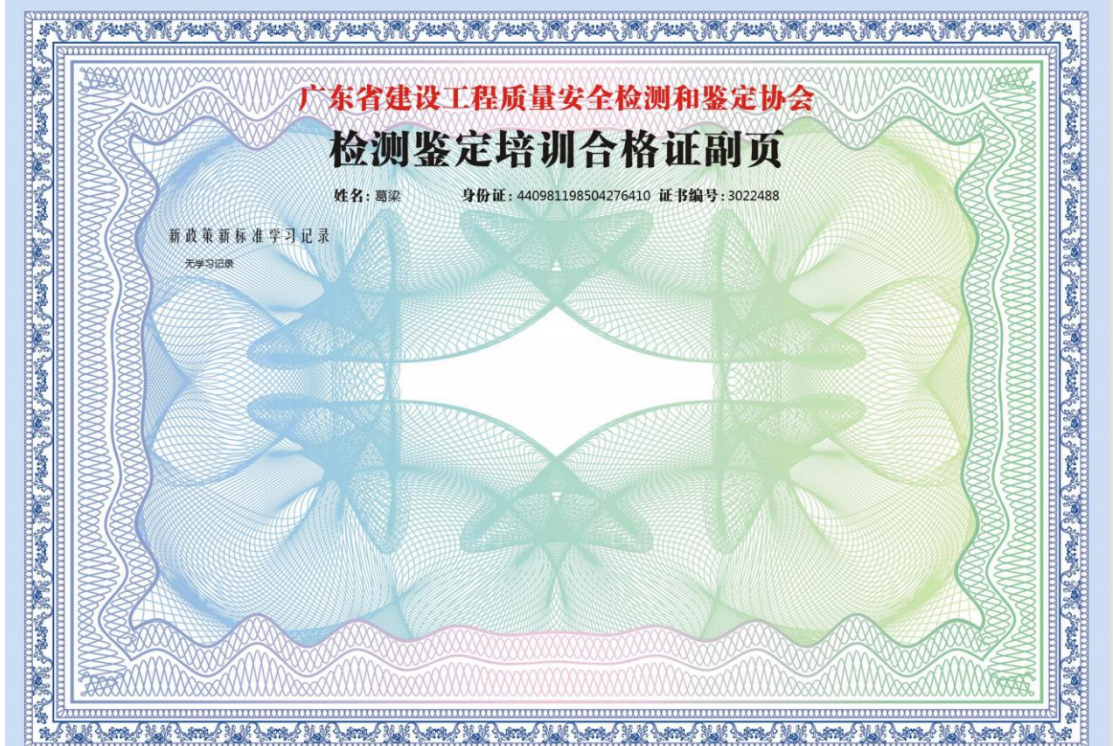 广东省建设工程质量安全检测和鉴定协会
检测鉴定培训合格证副页
姓名：葛梁 身份证：440981198504276410 证书编号：3022488
新政策新标准学习记录
无学习记录